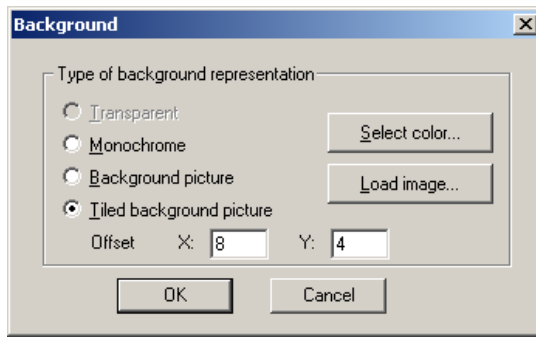 Background
Type of background representation
Transparent
Monochrome
Background picture
Tiled background picture
Offset X: 8 Y: 4
Select color...
Load image...
OK Cancel